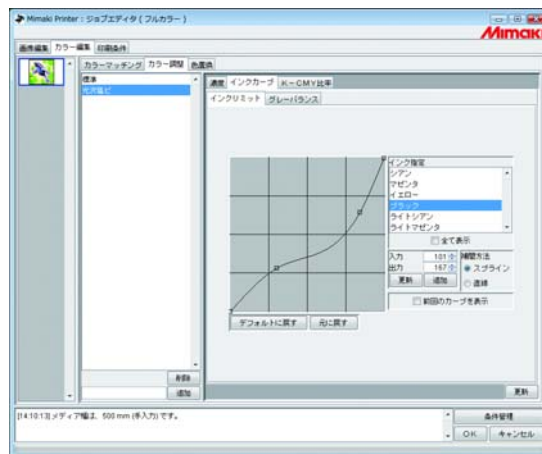 Mimaki Printer : ジョブエディタ ( フルカラー )
Mimaki
画像編集 カラー編集 印刷条件
カラーマッチング カラー調整 色置換
標準
光沢塩ビ
濃度 インクカーブ K－CMY比率
インクリミット グレーバランス
インク指定
シアン
マゼンタ
イエロー
ブラック
ライトシアン
ライトマゼンタ
全て表示
入力 101 補間方法
出力 167 スプライン
更新 追加 直線
前回のカーブを表示
デフォルトに戻す 元に戻す
削除
追加
更新
[14:10:13] メディア幅は、500 mm (手入力) です。
条件管理
OK キャンセル